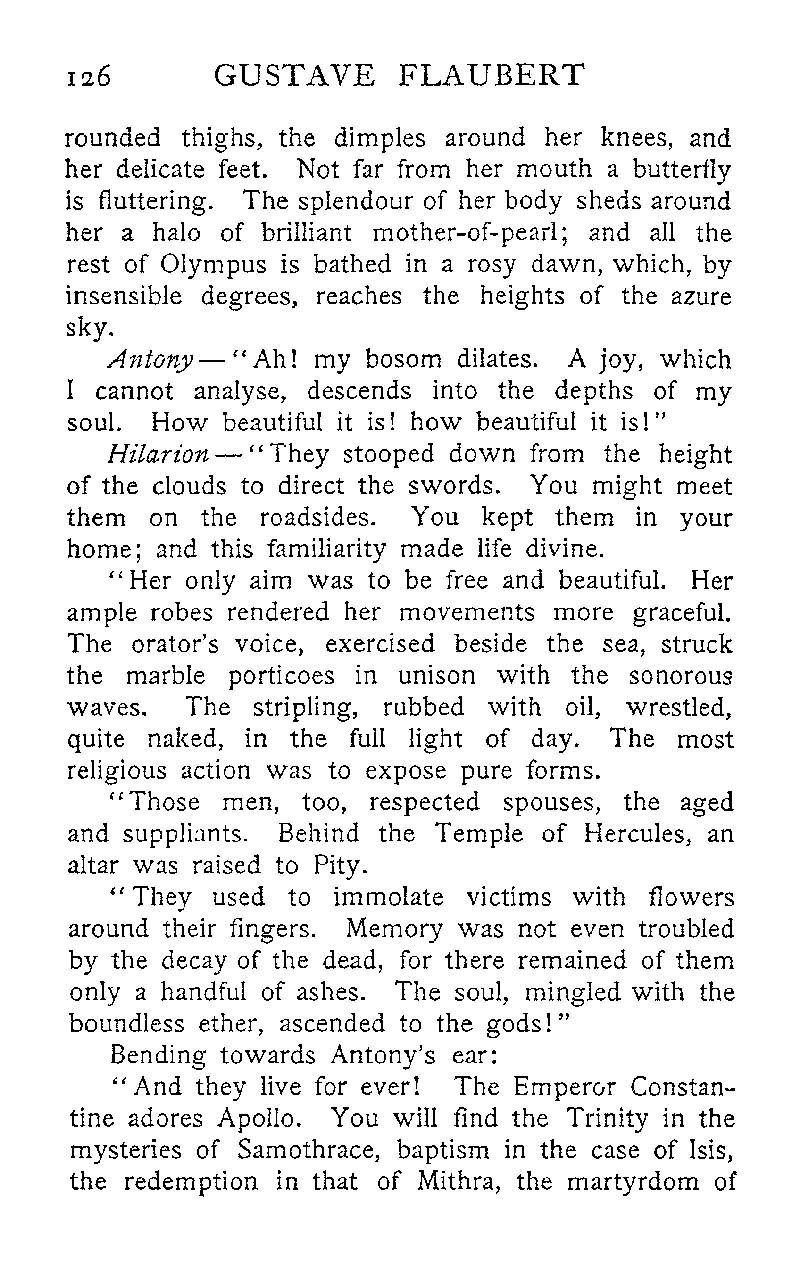 126 GUSTAVE FLAUBERT
rounded thighs, the dimples around her knees, and
her delicate feet. Not far from her mouth a butterfly
is fluttering. The splendour of her body sheds around
her a halo of brilliant mother-of-pearl; and all the
rest of Olympus is bathed in a rosy dawn, which, by
insensible degrees, reaches the heights of the azure
sky.
Antony—"Ah! my bosom dilates. A joy, which
I cannot analyse, descends into the depths of my
soul. How beautiful it is! how beautiful it is!"
Hilarion—"They stooped down from the height
of the clouds to direct the swords. You might meet
them on the roadsides. You kept them in your
home; and this familiarity made life divine.
"Her only aim was to be free and beautiful. Her
ample robes rendered her movements more graceful.
The orator's voice, exercised beside the sea, struck
the marble porticoes in unison with the sonorous
waves. The stripling, rubbed with oil, wrestled,
quite naked, in the full light of day. The most
religious action was to expose pure forms.
"Those men, too, respected spouses, the aged
and suppliants. Behind the Temple of Hercules, an
altar was raised to Pity.
"They used to immolate victims with flowers
around their fingers. Memory was not even troubled
by the decay of the dead, for there remained of them
only a handful of ashes. The soul, mingled with the
boundless ether, ascended to the gods!"
Bending towards Antony's ear:
"And they live for ever! The Emperor Constan-
tine adores Apollo. You will find the Trinity in the
mysteries of Samothrace, baptism in the case of Isis,
the redemption in that of Mithra, the martyrdom of